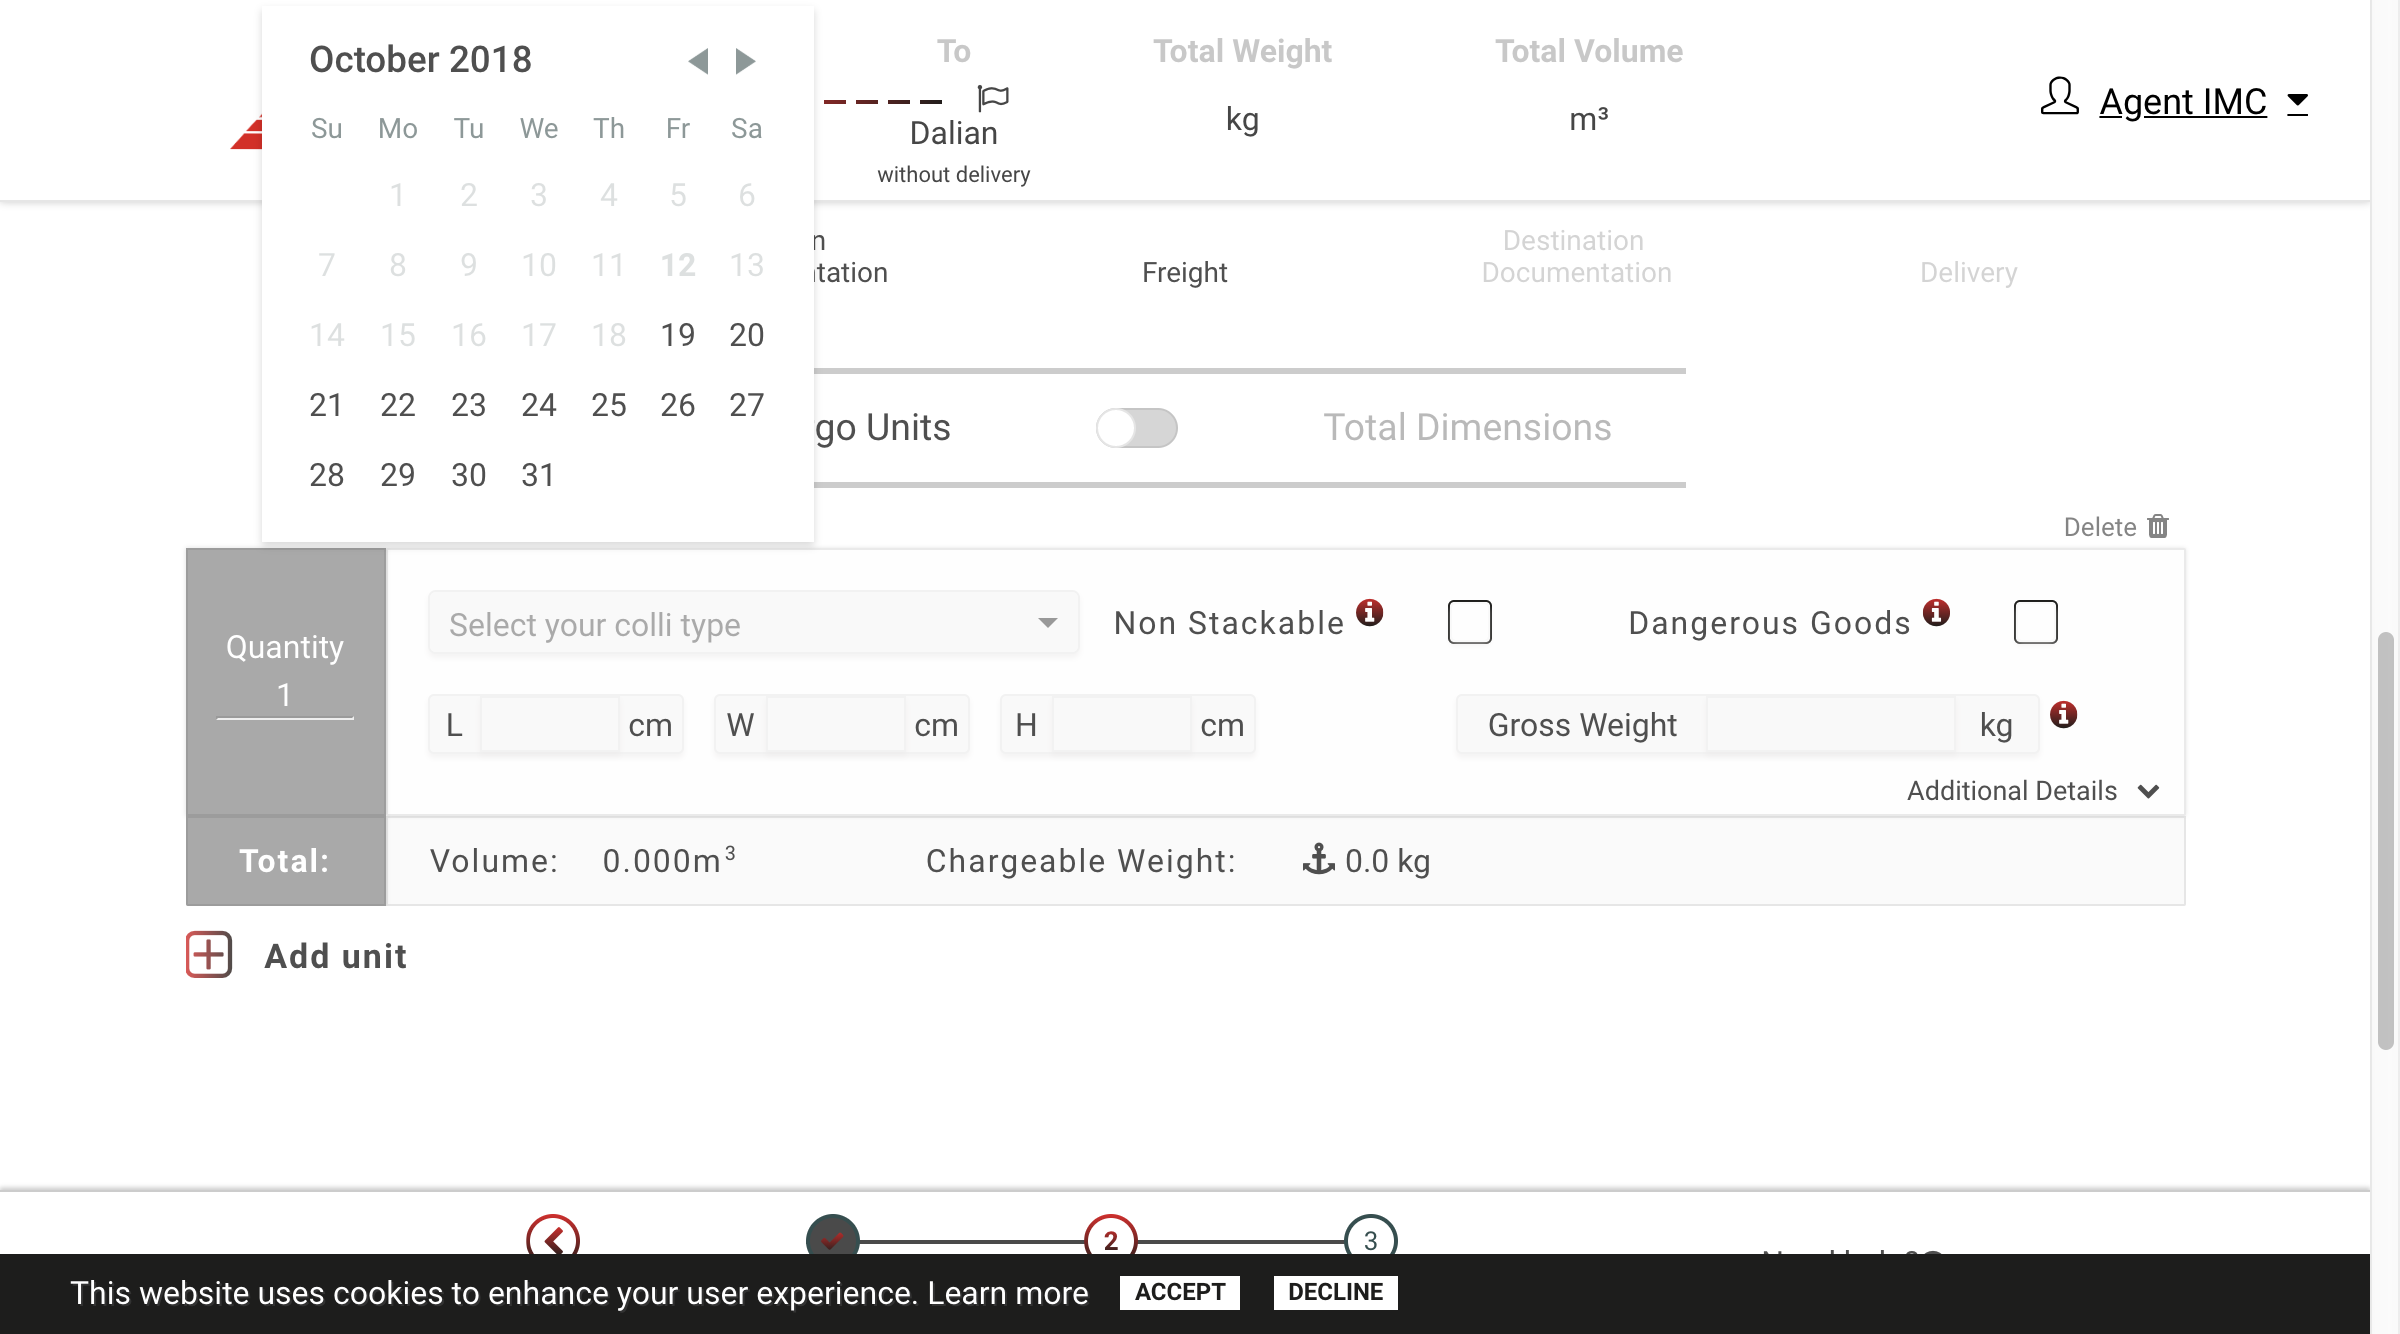 October 2018
Su Mo Tu We Th Fr Sa
1 2 3 4 5 6
7 8 9 10 11 12 13
14 15 16 17 18 19 20
21 22 23 24 25 26 27
28 29 30 31
To
Dalian
without delivery
Total Weight
kg
Total Volume
m³
Agent IMC
n
tation
Freight
Destination
Documentation
Delivery
go Units
Total Dimensions
Delete
Quantity
1
Select your colli type
Non Stackable
Dangerous Goods
L cm W cm H cm
Gross Weight kg
Additional Details
Total: Volume: 0.000m³ Chargeable Weight: 0.0 kg
Add unit
2 3
This website uses cookies to enhance your user experience. Learn more ACCEPT DECLINE